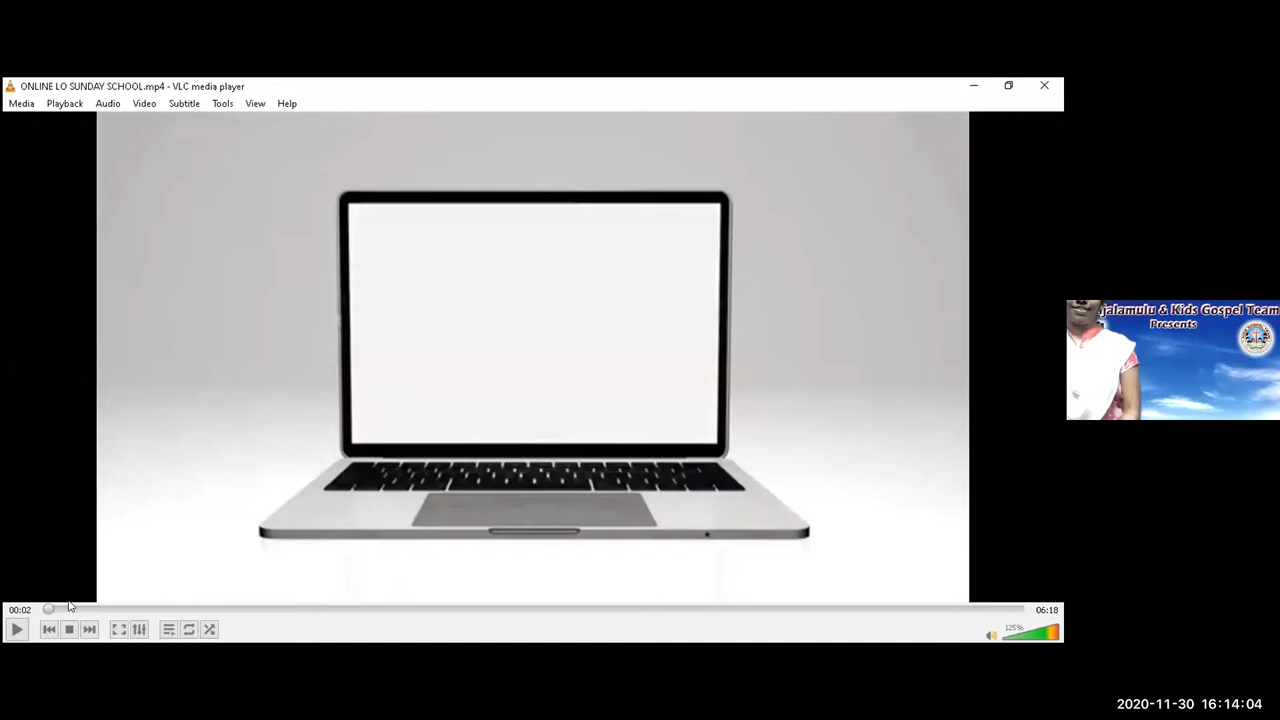 ONLINE LO SUNDAY SCHOOL.mp4 - VLC media player
Media Playback Audio Video Subtitle Tools View Help
jalamulu & Kids Gospel Team
Presents
00:02
06:18
125%
2020-11-30 16:14:04